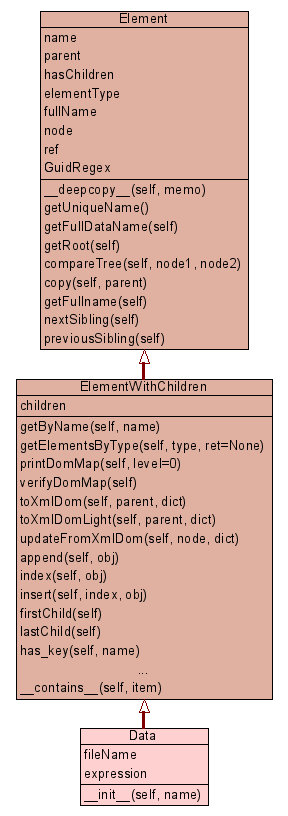 Element
name
parent
hasChildren
elementType
fullName
node
ref
GuidRegex
__deepcopy__(self, memo)
getUniqueName()
getFullDataName(self)
getRoot(self)
compareTree(self, node1, node2)
copy(self, parent)
getFullname(self)
nextSibling(self)
previousSibling(self)
ElementWithChildren
children
getByName(self, name)
getElementsByType(self, type, ret=None)
printDomMap(self, level=0)
verifyDomMap(self)
toXmlDom(self, parent, dict)
toXmlDomLight(self, parent, dict)
updateFromXmlDom(self, node, dict)
append(self, obj)
index(self, obj)
insert(self, index, obj)
firstChild(self)
lastChild(self)
has_key(self, name)
...
__contains__(self, item)
Data
fileName
expression
__init__(self, name)